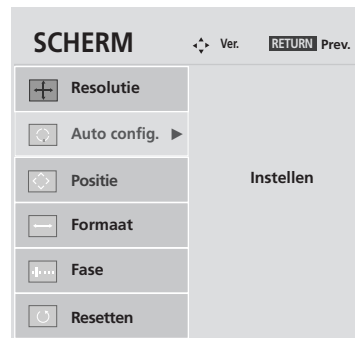 SCHERM Ver. RETURN Prev.
Resolutie
Auto config. ►
Positie Instellen
Formaat
Fase
Resetten